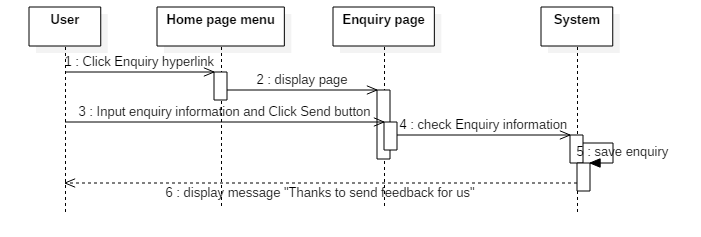 User
Home page menu
Enquiry page
System
1 : Click Enquiry hyperlink
2 : display page
3 : Input enquiry information and Click Send button
4 : check Enquiry information
5 : save enquiry
6 : display message "Thanks to send feedback for us"